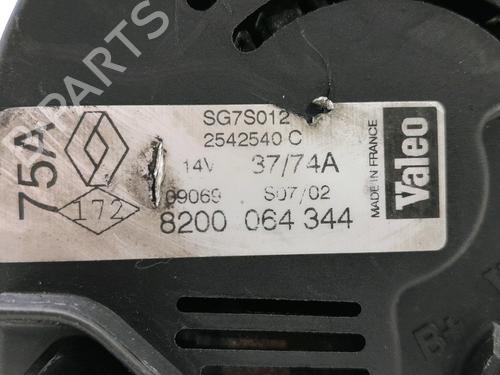 75A
172
SG7S012
2542540 C
14V 37/74A
09069 S07/02
8200 064 344
MADE IN FRANCE
Valeo
B+